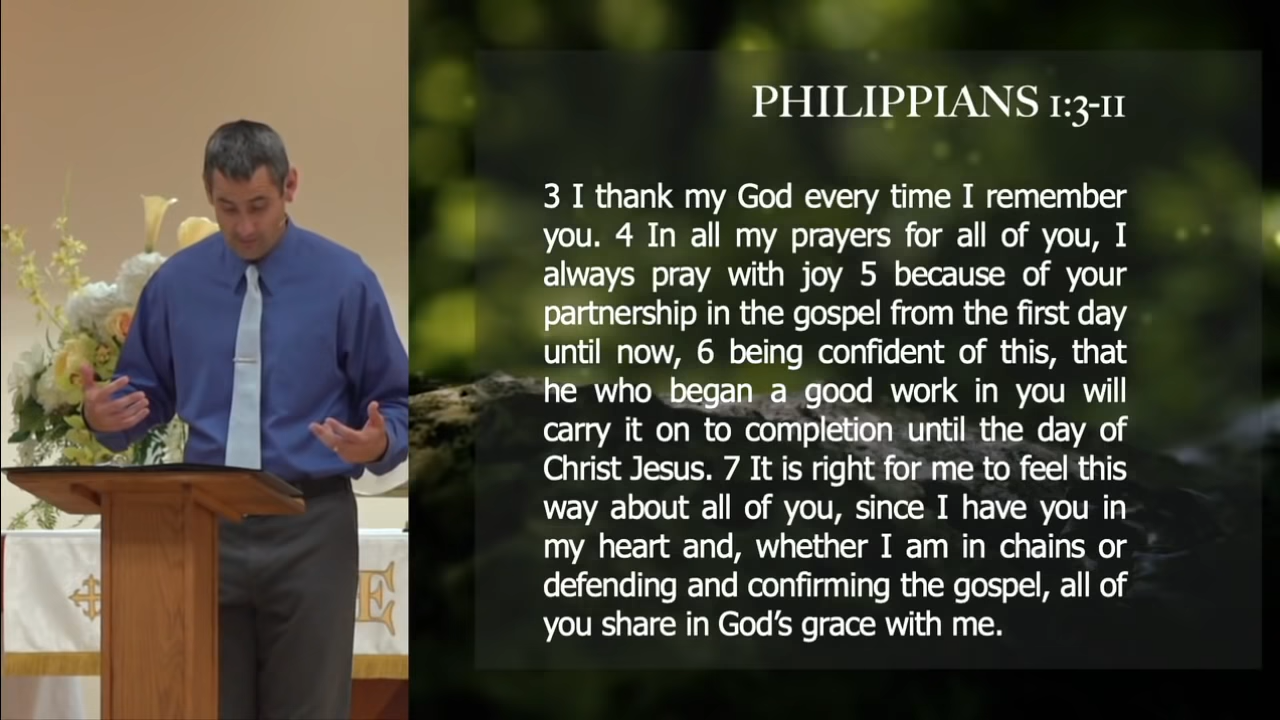 PHILIPPIANS 1:3-11
3 I thank my God every time I remember
you. 4 In all my prayers for all of you, I
always pray with joy 5 because of your
partnership in the gospel from the first day
until now, 6 being confident of this, that
he who began a good work in you will
carry it on to completion until the day of
Christ Jesus. 7 It is right for me to feel this
way about all of you, since I have you in
my heart and, whether I am in chains or
defending and confirming the gospel, all of
you share in God’s grace with me.
E